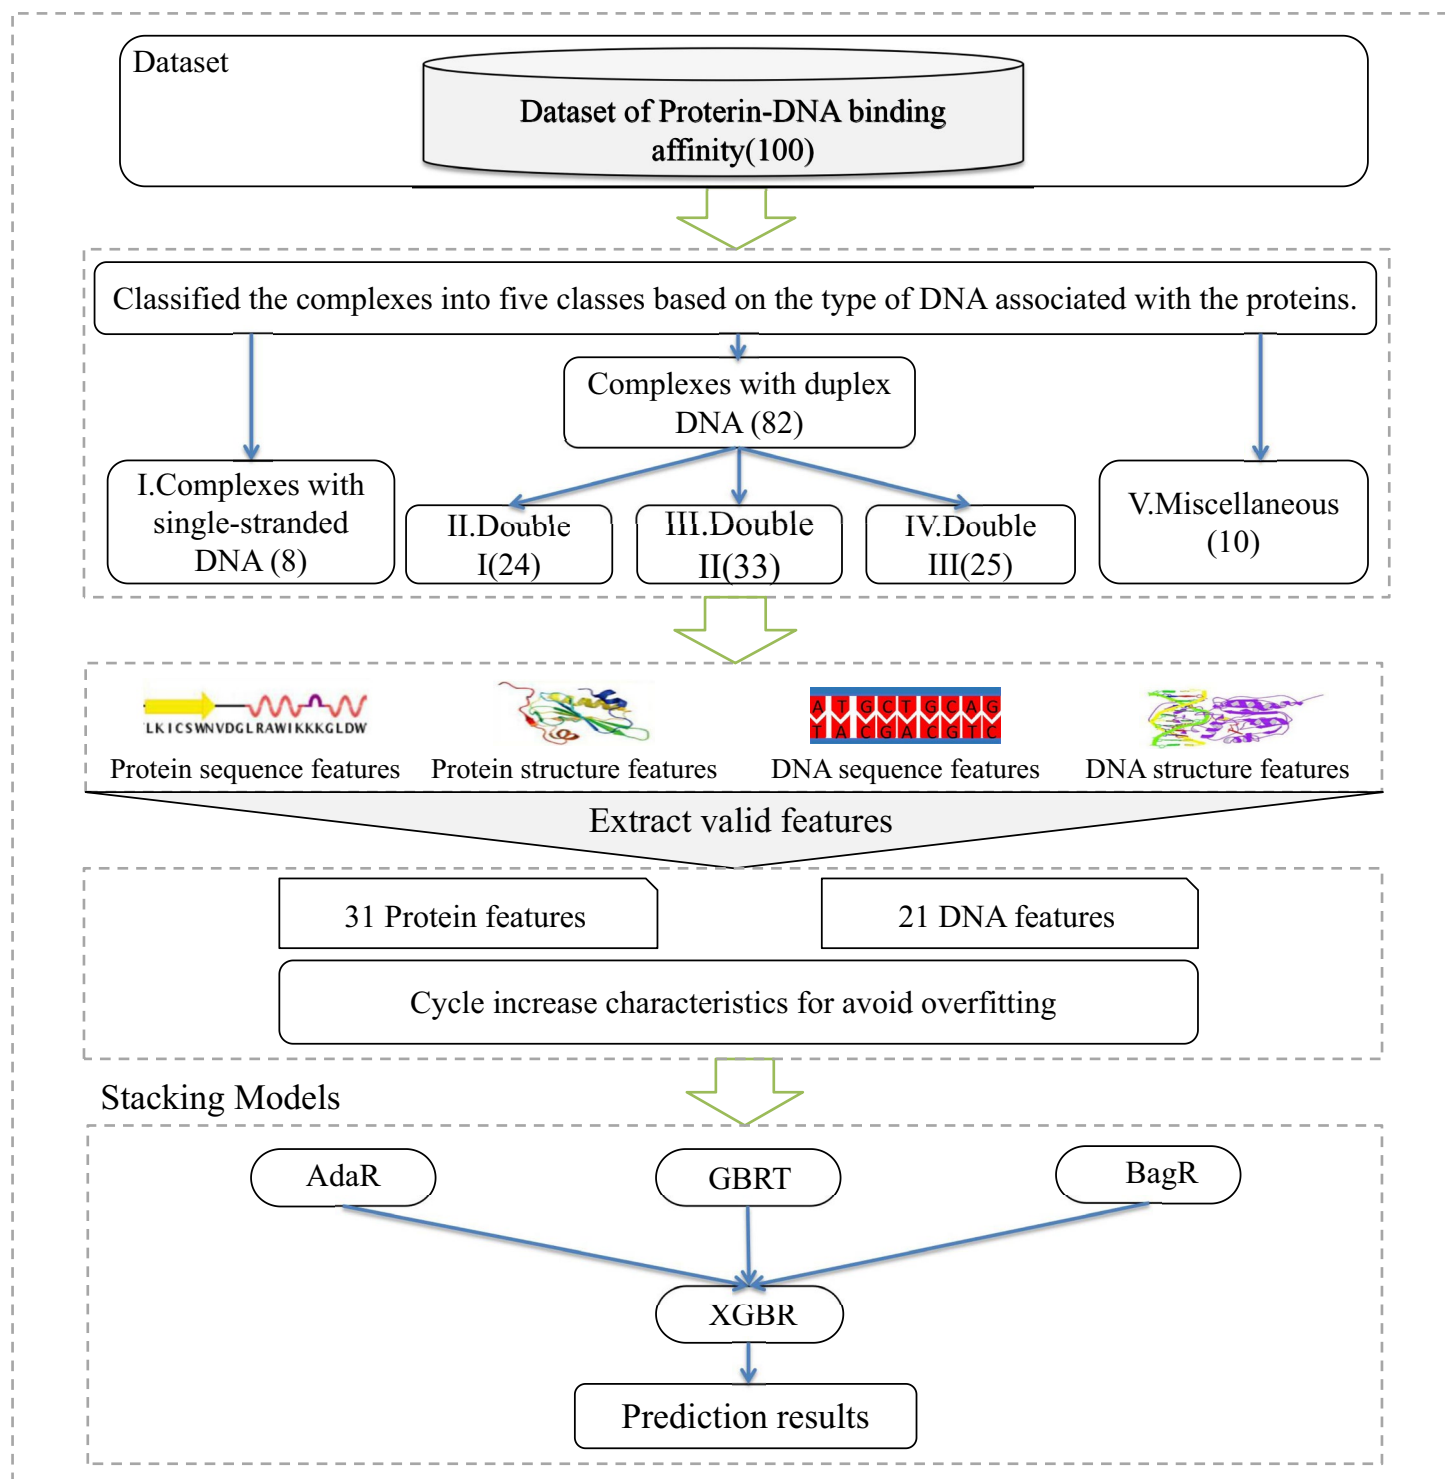 Dataset
Dataset of Proterin-DNA binding
affinity(100)
Classified the complexes into five classes based on the type of DNA associated with the proteins.
Complexes with duplex
DNA (82)
I.Complexes with
single-stranded
DNA (8)
II.Double
I(24)
III.Double
II(33)
IV.Double
III(25)
V.Miscellaneous
(10)
LKICSWNVDGLRAWIKKKGLDW
ATGCTGCAG
TACGACGTC
Protein sequence features
Protein structure features
DNA sequence features
DNA structure features
Extract valid features
31 Protein features
21 DNA features
Cycle increase characteristics for avoid overfitting
Stacking Models
AdaR
GBRT
BagR
XGBR
Prediction results